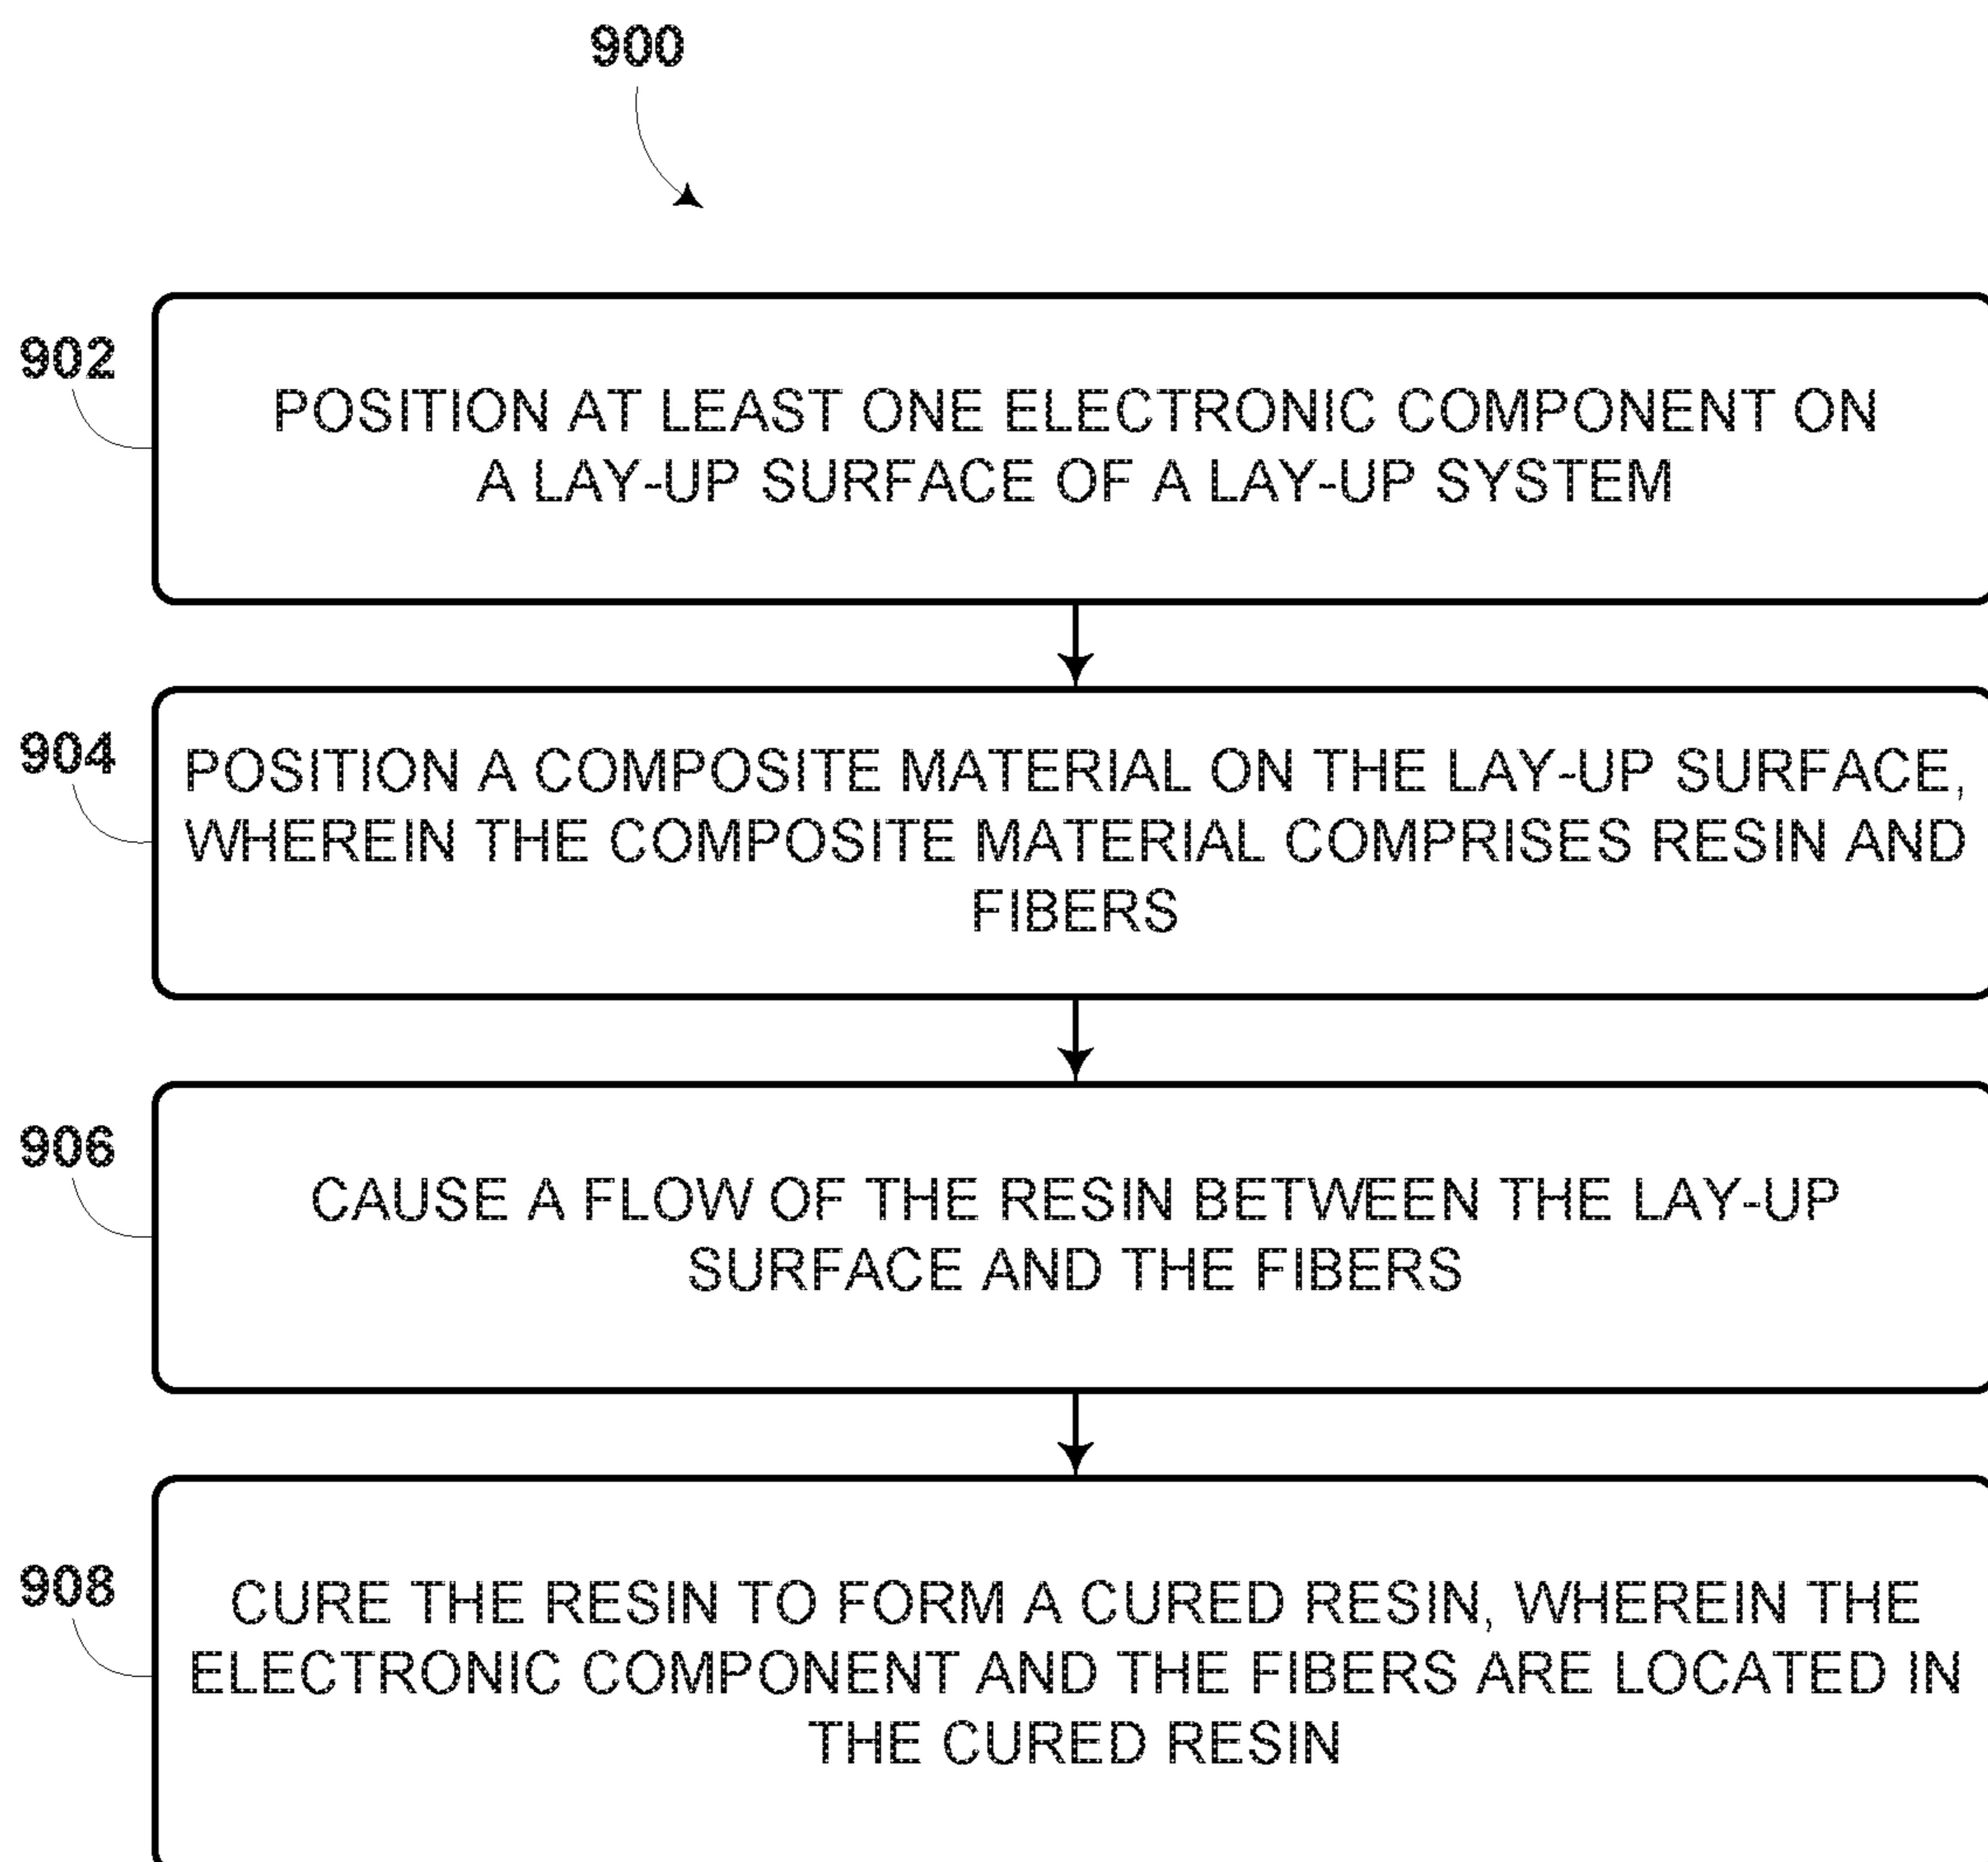 900
902
POSITION AT LEAST ONE ELECTRONIC COMPONENT ON
A LAY-UP SURFACE OF A LAY-UP SYSTEM
904
POSITION A COMPOSITE MATERIAL ON THE LAY-UP SURFACE,
WHEREIN THE COMPOSITE MATERIAL COMPRISES RESIN AND
FIBERS
906
CAUSE A FLOW OF THE RESIN BETWEEN THE LAY-UP
SURFACE AND THE FIBERS
908
CURE THE RESIN TO FORM A CURED RESIN, WHEREIN THE
ELECTRONIC COMPONENT AND THE FIBERS ARE LOCATED IN
THE CURED RESIN